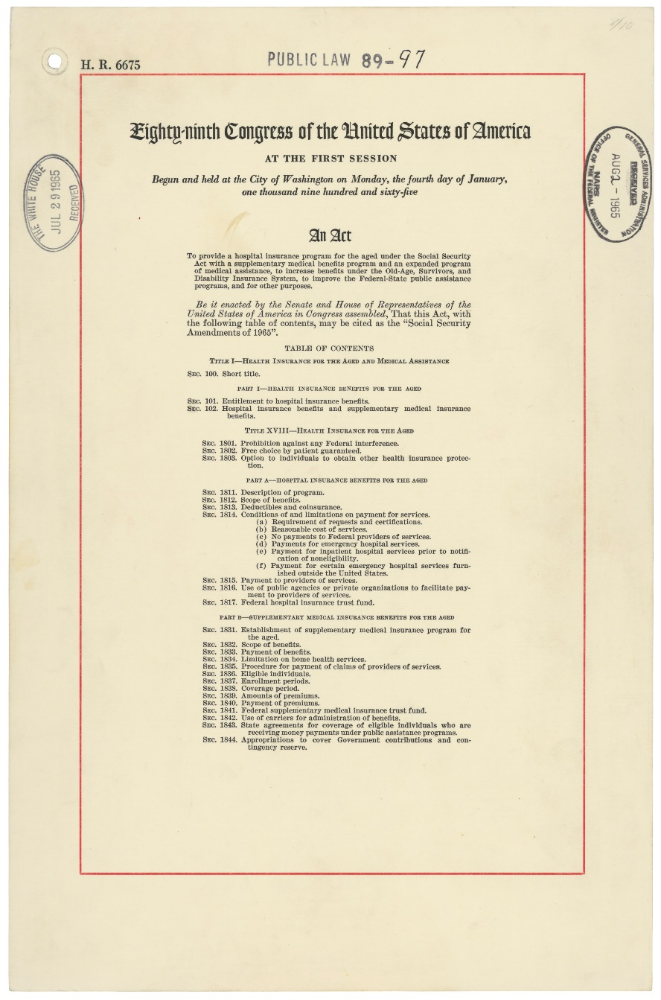 4/10
H. R. 6675
PUBLIC LAW 89-97
Eighty-ninth Congress of the United States of America
AT THE FIRST SESSION
Begun and held at the City of Washington on Monday, the fourth day of January,
one thousand nine hundred and sixty-five
THE WHITE HOUSE
JUL 29 1965
RECEIVED
GENERAL SERVICES ADMINISTRATION
RECEIVED
AUG 2 - 1965
NARS
OFFICE OF THE FEDERAL REGISTER
An Act
To provide a hospital insurance program for the aged under the Social Security
Act with a supplementary medical benefits program and an expanded program
of medical assistance, to increase benefits under the Old-Age, Survivors, and
Disability Insurance System, to improve the Federal-State public assistance
programs, and for other purposes.
Be it enacted by the Senate and House of Representatives of the
United States of America in Congress assembled, That this Act, with
the following table of contents, may be cited as the “Social Security
Amendments of 1965”.
TABLE OF CONTENTS
TITLE I—HEALTH INSURANCE FOR THE AGED AND MEDICAL ASSISTANCE
SEC. 100. Short title.
PART I—HEALTH INSURANCE BENEFITS FOR THE AGED
SEC. 101. Entitlement to hospital insurance benefits.
SEC. 102. Hospital insurance benefits and supplementary medical insurance
benefits.
TITLE XVIII—HEALTH INSURANCE FOR THE AGED
SEC. 1801. Prohibition against any Federal interference.
SEC. 1802. Free choice by patient guaranteed.
SEC. 1803. Option to individuals to obtain other health insurance protec-
tion.
PART A—HOSPITAL INSURANCE BENEFITS FOR THE AGED
SEC. 1811. Description of program.
SEC. 1812. Scope of benefits.
SEC. 1813. Deductibles and coinsurance.
SEC. 1814. Conditions of and limitations on payment for services.
(a) Requirement of requests and certifications.
(b) Reasonable cost of services.
(c) No payments to Federal providers of services.
(d) Payments for emergency hospital services.
(e) Payment for inpatient hospital services prior to notifi-
cation of noneligibility.
(f) Payment for certain emergency hospital services furn-
ished outside the United States.
SEC. 1815. Payment to providers of services.
SEC. 1816. Use of public agencies or private organizations to facilitate pay-
ment to providers of services.
SEC. 1817. Federal hospital insurance trust fund.
PART B—SUPPLEMENTARY MEDICAL INSURANCE BENEFITS FOR THE AGED
SEC. 1831. Establishment of supplementary medical insurance program for
the aged.
SEC. 1832. Scope of benefits.
SEC. 1833. Payment of benefits.
SEC. 1834. Limitation on home health services.
SEC. 1835. Procedure for payment of claims of providers of services.
SEC. 1836. Eligible individuals.
SEC. 1837. Enrollment periods.
SEC. 1838. Coverage period.
SEC. 1839. Amounts of premiums.
SEC. 1840. Payment of premiums.
SEC. 1841. Federal supplementary medical insurance trust fund.
SEC. 1842. Use of carriers for administration of benefits.
SEC. 1843. State agreements for coverage of eligible individuals who are
receiving money payments under public assistance programs.
SEC. 1844. Appropriations to cover Government contributions and con-
tingency reserve.